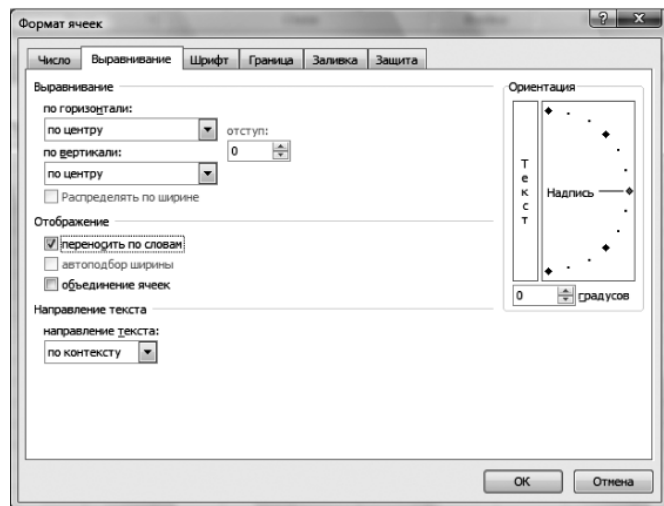 Формат ячеек
Число Выравнивание Шрифт Граница Заливка Защита
Выравнивание
по горизонтали:
по центру
отступ:
0
по вертикали:
по центру
Распределять по ширине
Отображение
переносить по словам
автоподбор ширины
объединение ячеек
Направление текста
направление текста:
по контексту
Ориентация
Текст
Надпись
0 градусов
ОК Отмена